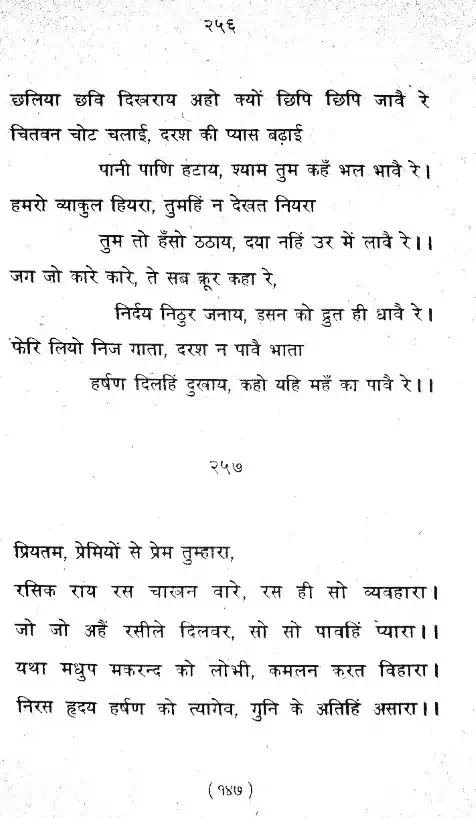 २५६
छलिया छवि दिखराय अहो क्यों छिपि छिपि जावै रे
चितवन चोट चलाई, दरश की प्यास बढ़ाई
पानी पाणि हटाय, श्याम तुम कहँ भल भावै रे।
हमरो व्याकुल हियरा, तुमहिं न देखत नियरा
तुम तो हँसो ठठाय, दया नहिं उर में लावै रे।।
जग जो कारे कारे, ते सब क्रूर कहा रे,
निर्दय निठुर जनाय, डसन को द्रुत ही धावै रे।
फेरि लियो निज गाता, दरश न पावै भाता
हर्षण दिलहिं दुखाय, कहो यहि महँ का पावै रे।।
२५७
प्रियतम, प्रेमियों से प्रेम तुम्हारा,
रसिक राय रस चाखन वारे, रस ही सो व्यवहारा।
जो जो अहैं रसीले दिलवर, सो सो पावहिं प्यारा।।
यथा मधुप मकरन्द को लोभी, कमलन करत विहारा।
निरस हृदय हर्षण को त्यागेव, गुनि के अतिहिं असारा।।
(१४७)